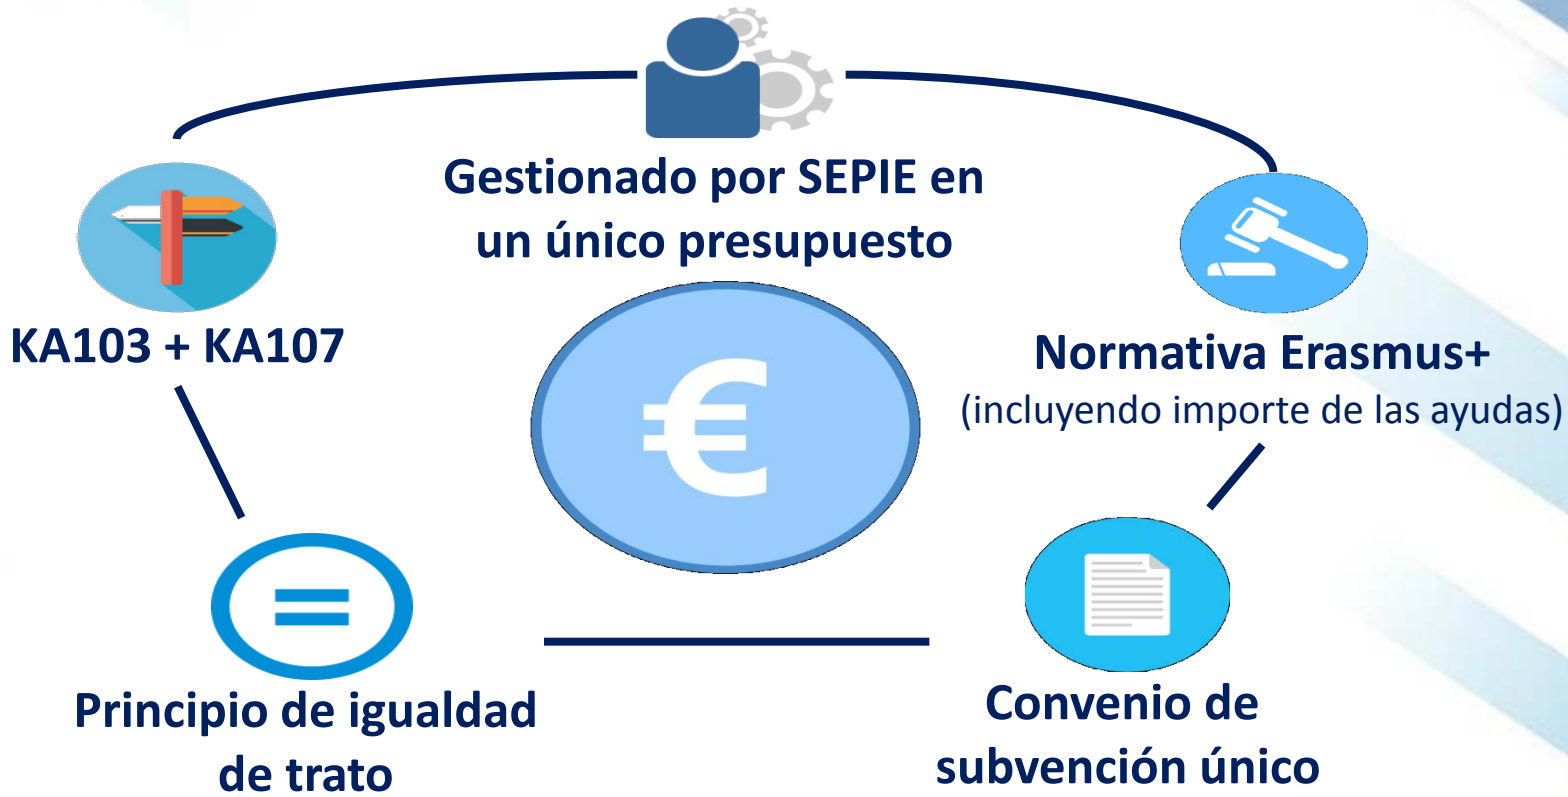 Gestionado por SEPIE en
un único presupuesto
KA103 + KA107
Normativa Erasmus+
(incluyendo importe de las ayudas)
€
=
Principio de igualdad
de trato
Convenio de
subvención único